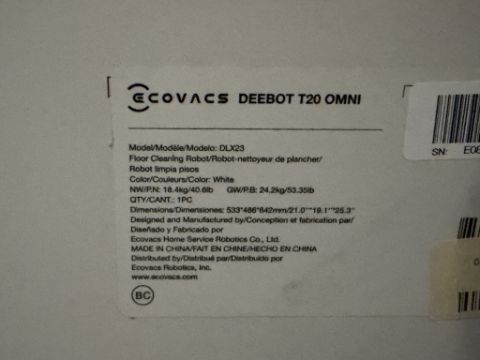 ECOVACS DEEBOT T20 OMNI
Model/Modèle/Modelo: DLX23
Floor Cleaning Robot/Robot-nettoyeur de plancher/
Robot limpia pisos
Color/Couleurs/Color: White
NW/P.N: 18.4kg/40.6lb GW/P.B: 24.2kg/53.35lb
QTY/CANT.: 1PC
Dimensions/Dimensiones: 533*486*642mm/21.0"*19.1"*25.3"
Designed and Manufactured by/Conception et fabrication par/
Diseñado y Fabricado por
Ecovacs Home Service Robotics Co., Ltd.
MADE IN CHINA/FAIT EN CHINE/HECHO EN CHINA
Distributed by/Distribué par/Distribuido por
Ecovacs Robotics, Inc.
www.ecovacs.com
BC
SN: